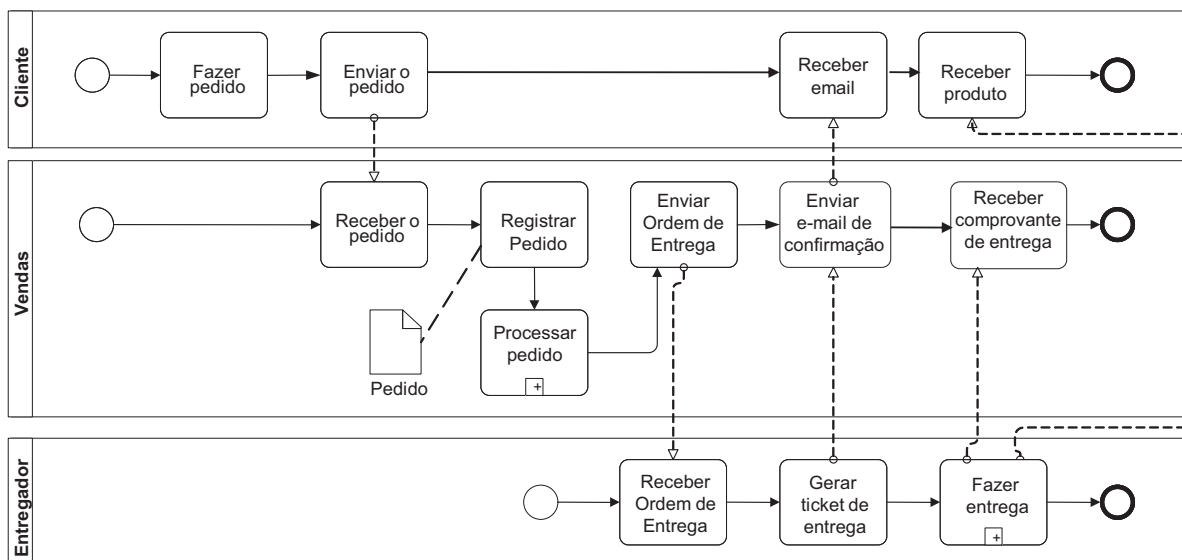 Cliente
Fazer
pedido
Enviar o
pedido
Receber
email
Receber
produto
Vendas
Receber o
pedido
Registrar
Pedido
Enviar
Ordem de
Entrega
Enviar
e-mail de
confirmação
Receber
comprovante
de entrega
Processar
pedido
+
Pedido
Entregador
Receber
Ordem de
Entrega
Gerar
ticket de
entrega
Fazer
entrega
+